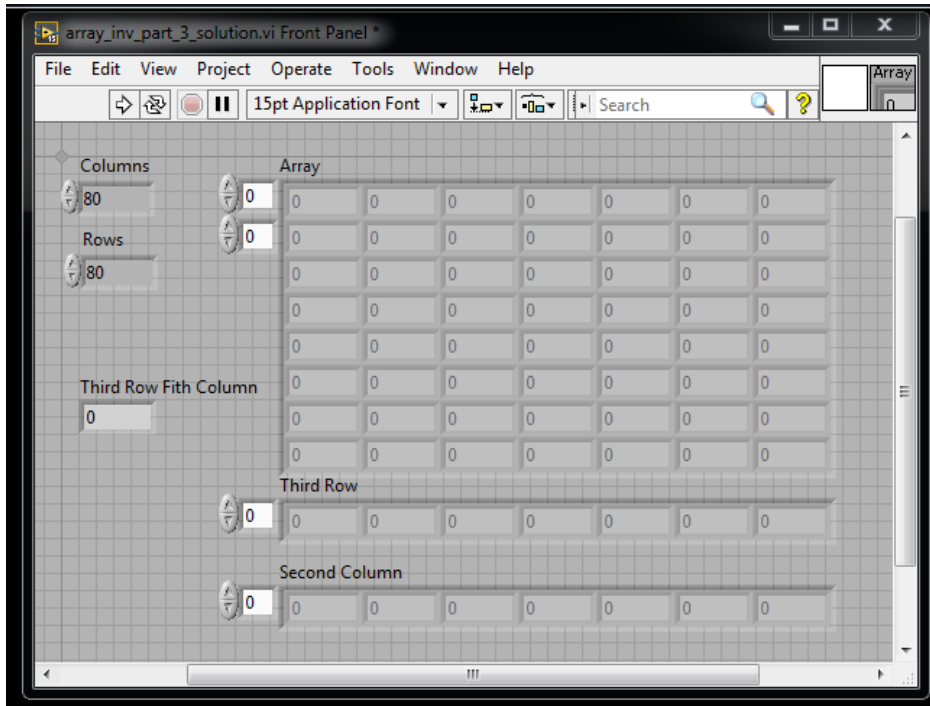 array_inv_part_3_solution.vi Front Panel *
File Edit View Project Operate Tools Window Help
15pt Application Font Search
Array
Columns Array
80 0 0 0 0 0 0 0 0
Rows 0 0 0 0 0 0 0 0
80 0 0 0 0 0 0 0
0 0 0 0 0 0 0
0 0 0 0 0 0 0
Third Row Fith Column 0 0 0 0 0 0 0
0 0 0 0 0 0 0 0
0 0 0 0 0 0 0
Third Row
0 0 0 0 0 0 0 0
Second Column
0 0 0 0 0 0 0 0